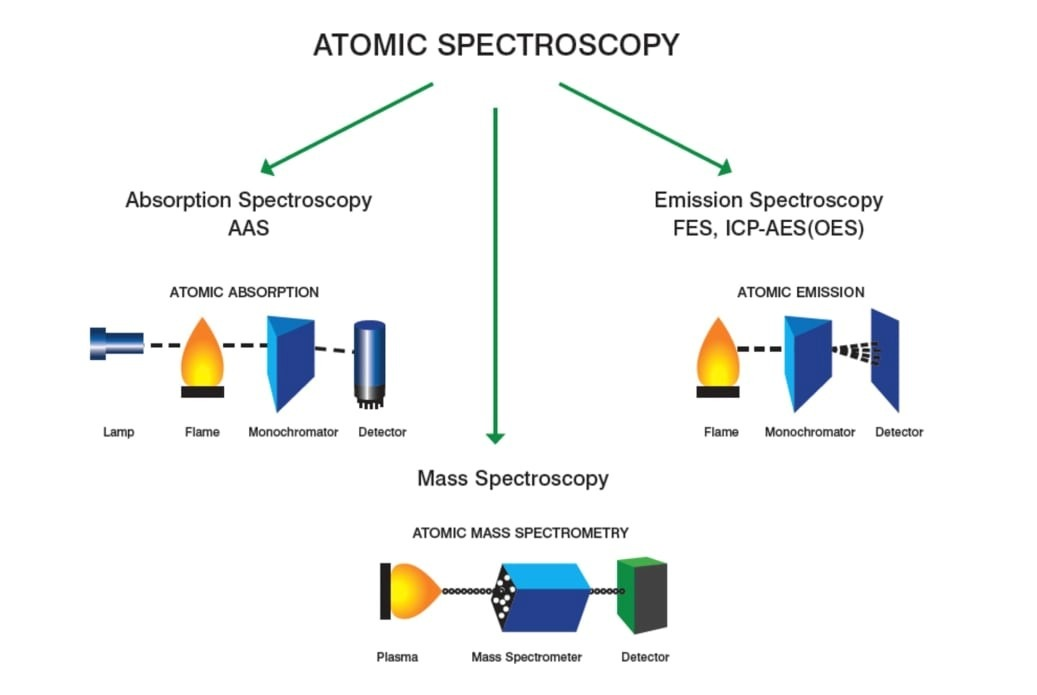 ATOMIC SPECTROSCOPY
Absorption Spectroscopy
AAS
ATOMIC ABSORPTION
Lamp Flame Monochromator Detector
Emission Spectroscopy
FES, ICP-AES(OES)
ATOMIC EMISSION
Flame Monochromator Detector
Mass Spectroscopy
ATOMIC MASS SPECTROMETRY
Plasma Mass Spectrometer Detector